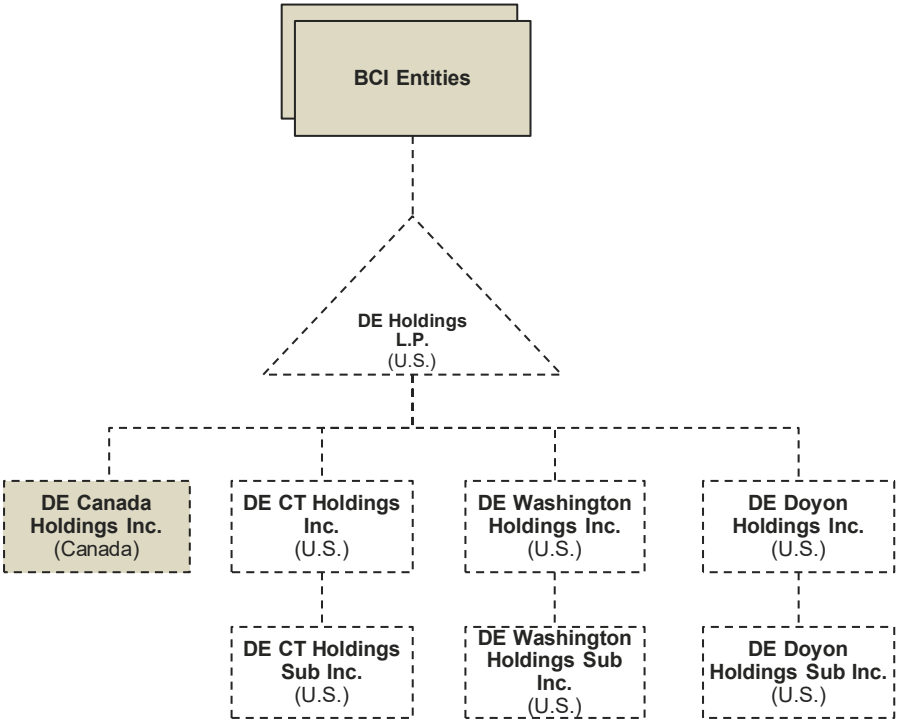 BCI Entities
DE Holdings
L.P.
(U.S.)
DE Canada
Holdings Inc.
(Canada)
DE CT Holdings
Inc.
(U.S.)
DE Washington
Holdings Inc.
(U.S.)
DE Doyon
Holdings Inc.
(U.S.)
DE CT Holdings
Sub Inc.
(U.S.)
DE Washington
Holdings Sub
Inc.
(U.S.)
DE Doyon
Holdings Sub Inc.
(U.S.)